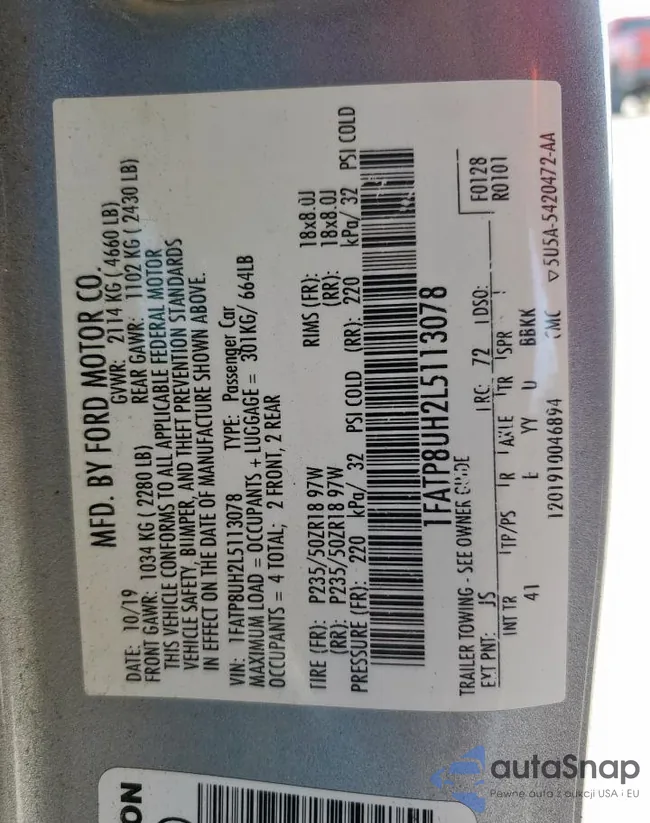 MFD. BY FORD MOTOR CO.
DATE: 10/19 GVWR: 2114 KG ( 4660 LB)
FRONT GAWR: 1034 KG ( 2280 LB) REAR GAWR: 1102 KG ( 2430 LB)
THIS VEHICLE CONFORMS TO ALL APPLICABLE FEDERAL MOTOR
VEHICLE SAFETY, BUMPER, AND THEFT PREVENTION STANDARDS
IN EFFECT ON THE DATE OF MANUFACTURE SHOWN ABOVE.
VIN: 1FATP8UH2L5113078 TYPE: Passenger Car
MAXIMUM LOAD = OCCUPANTS + LUGGAGE = 301KG/ 664LB
OCCUPANTS = 4 TOTAL; 2 FRONT, 2 REAR
TIRE (FR): P235/50ZR18 97W RIMS (FR): 18x8.0J
(RR): P235/50ZR18 97W (RR): 18x8.0J
PRESSURE (FR): 220 kPa/ 32 PSI COLD (RR): 220 kPa/ 32 PSI COLD
1FATP8UH2L5113078
TRAILER TOWING - SEE OWNER GUIDE F0128
EXT PNT: JS RC: 72 DSO: R0101
INT TR TP/PS R AXLE TR SPR
41 L YY U BBKK
1201910046894 CMC ▽5U5A-5420472-AA
ON
autoSnap
Pewne auta z aukcji USA i EU